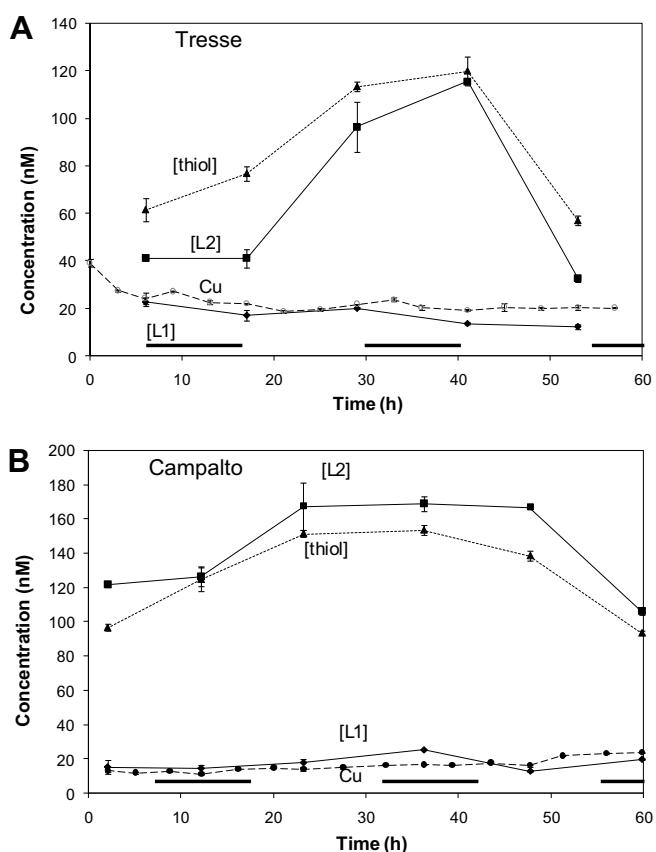 A
Tresse
140
120
100
80
60
40
20
0
Concentration (nM)
[thiol]
[L2]
Cu
[L1]
0 10 20 30 40 50 60
Time (h)
B
Campalto
200
180
160
140
120
100
80
60
40
20
0
Concentration (nM)
[L2]
[thiol]
[L1]
Cu
0 10 20 30 40 50 60
Time (h)